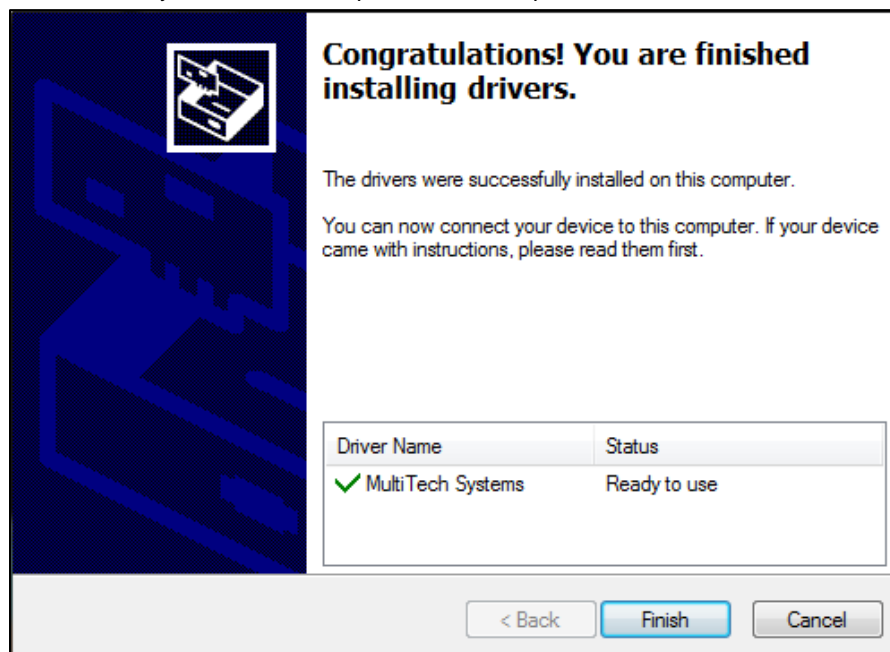 Congratulations! You are finished
installing drivers.
The drivers were successfully installed on this computer.
You can now connect your device to this computer. If your device
came with instructions, please read them first.
Driver Name Status
MultiTech Systems Ready to use
< Back Finish Cancel